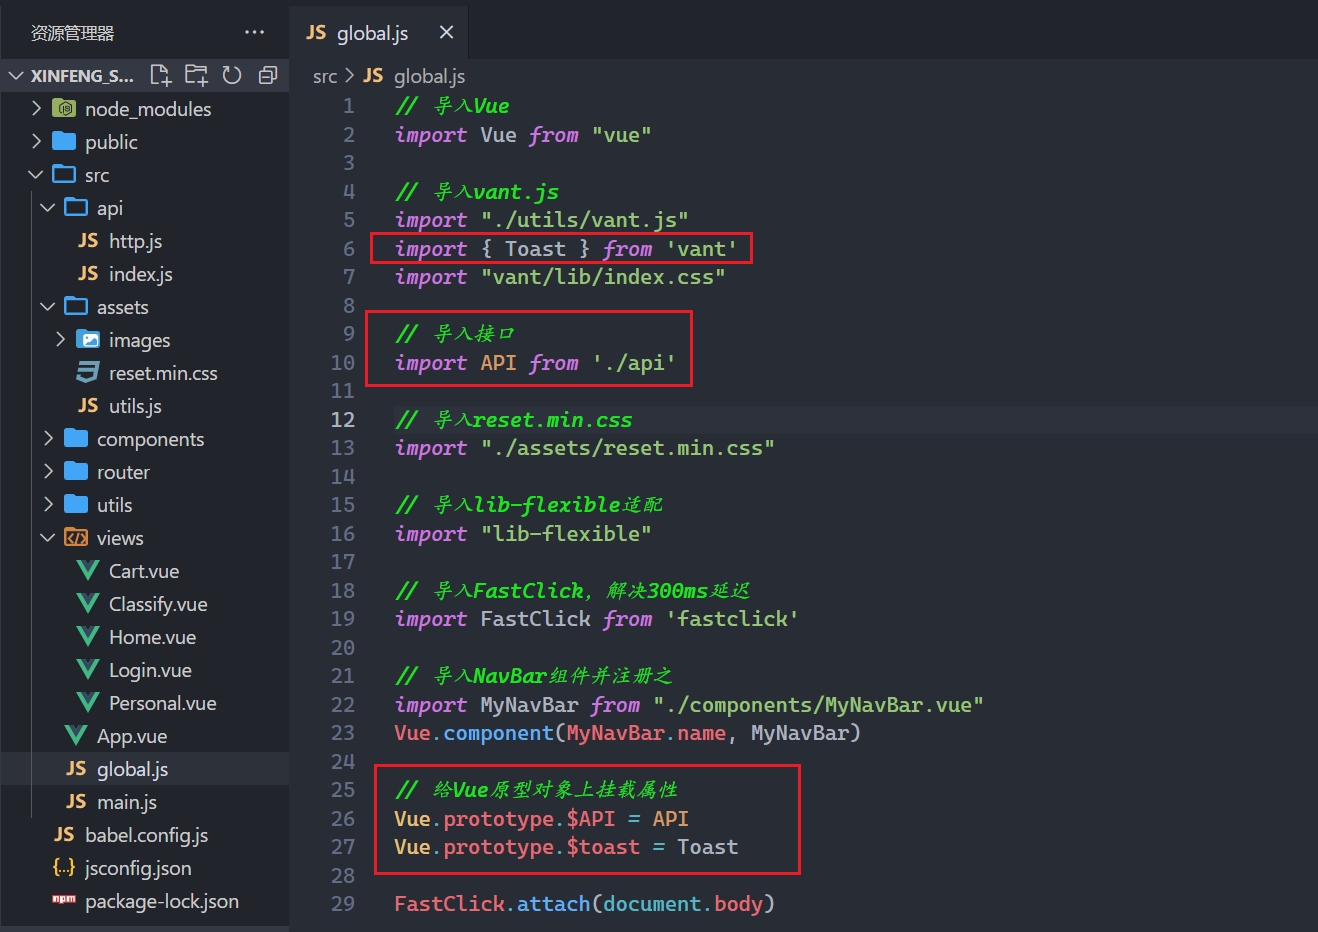 资源管理器
XINFENG_S...
node_modules
public
src
api
JS http.js
JS index.js
assets
images
reset.min.css
JS utils.js
components
router
utils
views
Cart.vue
Classify.vue
Home.vue
Login.vue
Personal.vue
App.vue
JS global.js
JS main.js
JS babel.config.js
{..} jsconfig.json
npm package-lock.json
JS global.js
src > JS global.js
1 // 导入Vue
2 import Vue from "vue"
3
4 // 导入vant.js
5 import "./utils/vant.js"
6 import { Toast } from 'vant'
7 import "vant/lib/index.css"
8
9 // 导入接口
10 import API from './api'
11
12 // 导入reset.min.css
13 import "./assets/reset.min.css"
14
15 // 导入lib-flexible适配
16 import "lib-flexible"
17
18 // 导入FastClick，解决300ms延迟
19 import FastClick from 'fastclick'
20
21 // 导入NavBar组件并注册之
22 import MyNavBar from "./components/MyNavBar.vue"
23 Vue.component(MyNavBar.name, MyNavBar)
24
25 // 给Vue原型对象上挂载属性
26 Vue.prototype.$API = API
27 Vue.prototype.$toast = Toast
28
29 FastClick.attach(document.body)